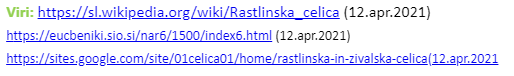 Viri: https://sl.wikipedia.org/wiki/Rastlinska_celica (12.apr.2021)
https://eucbeniki.sio.si/nar6/1500/index6.html (12.apr.2021)
https://sites.google.com/site/01celica01/home/rastlinska-in-zivalska-celica(12.apr.2021